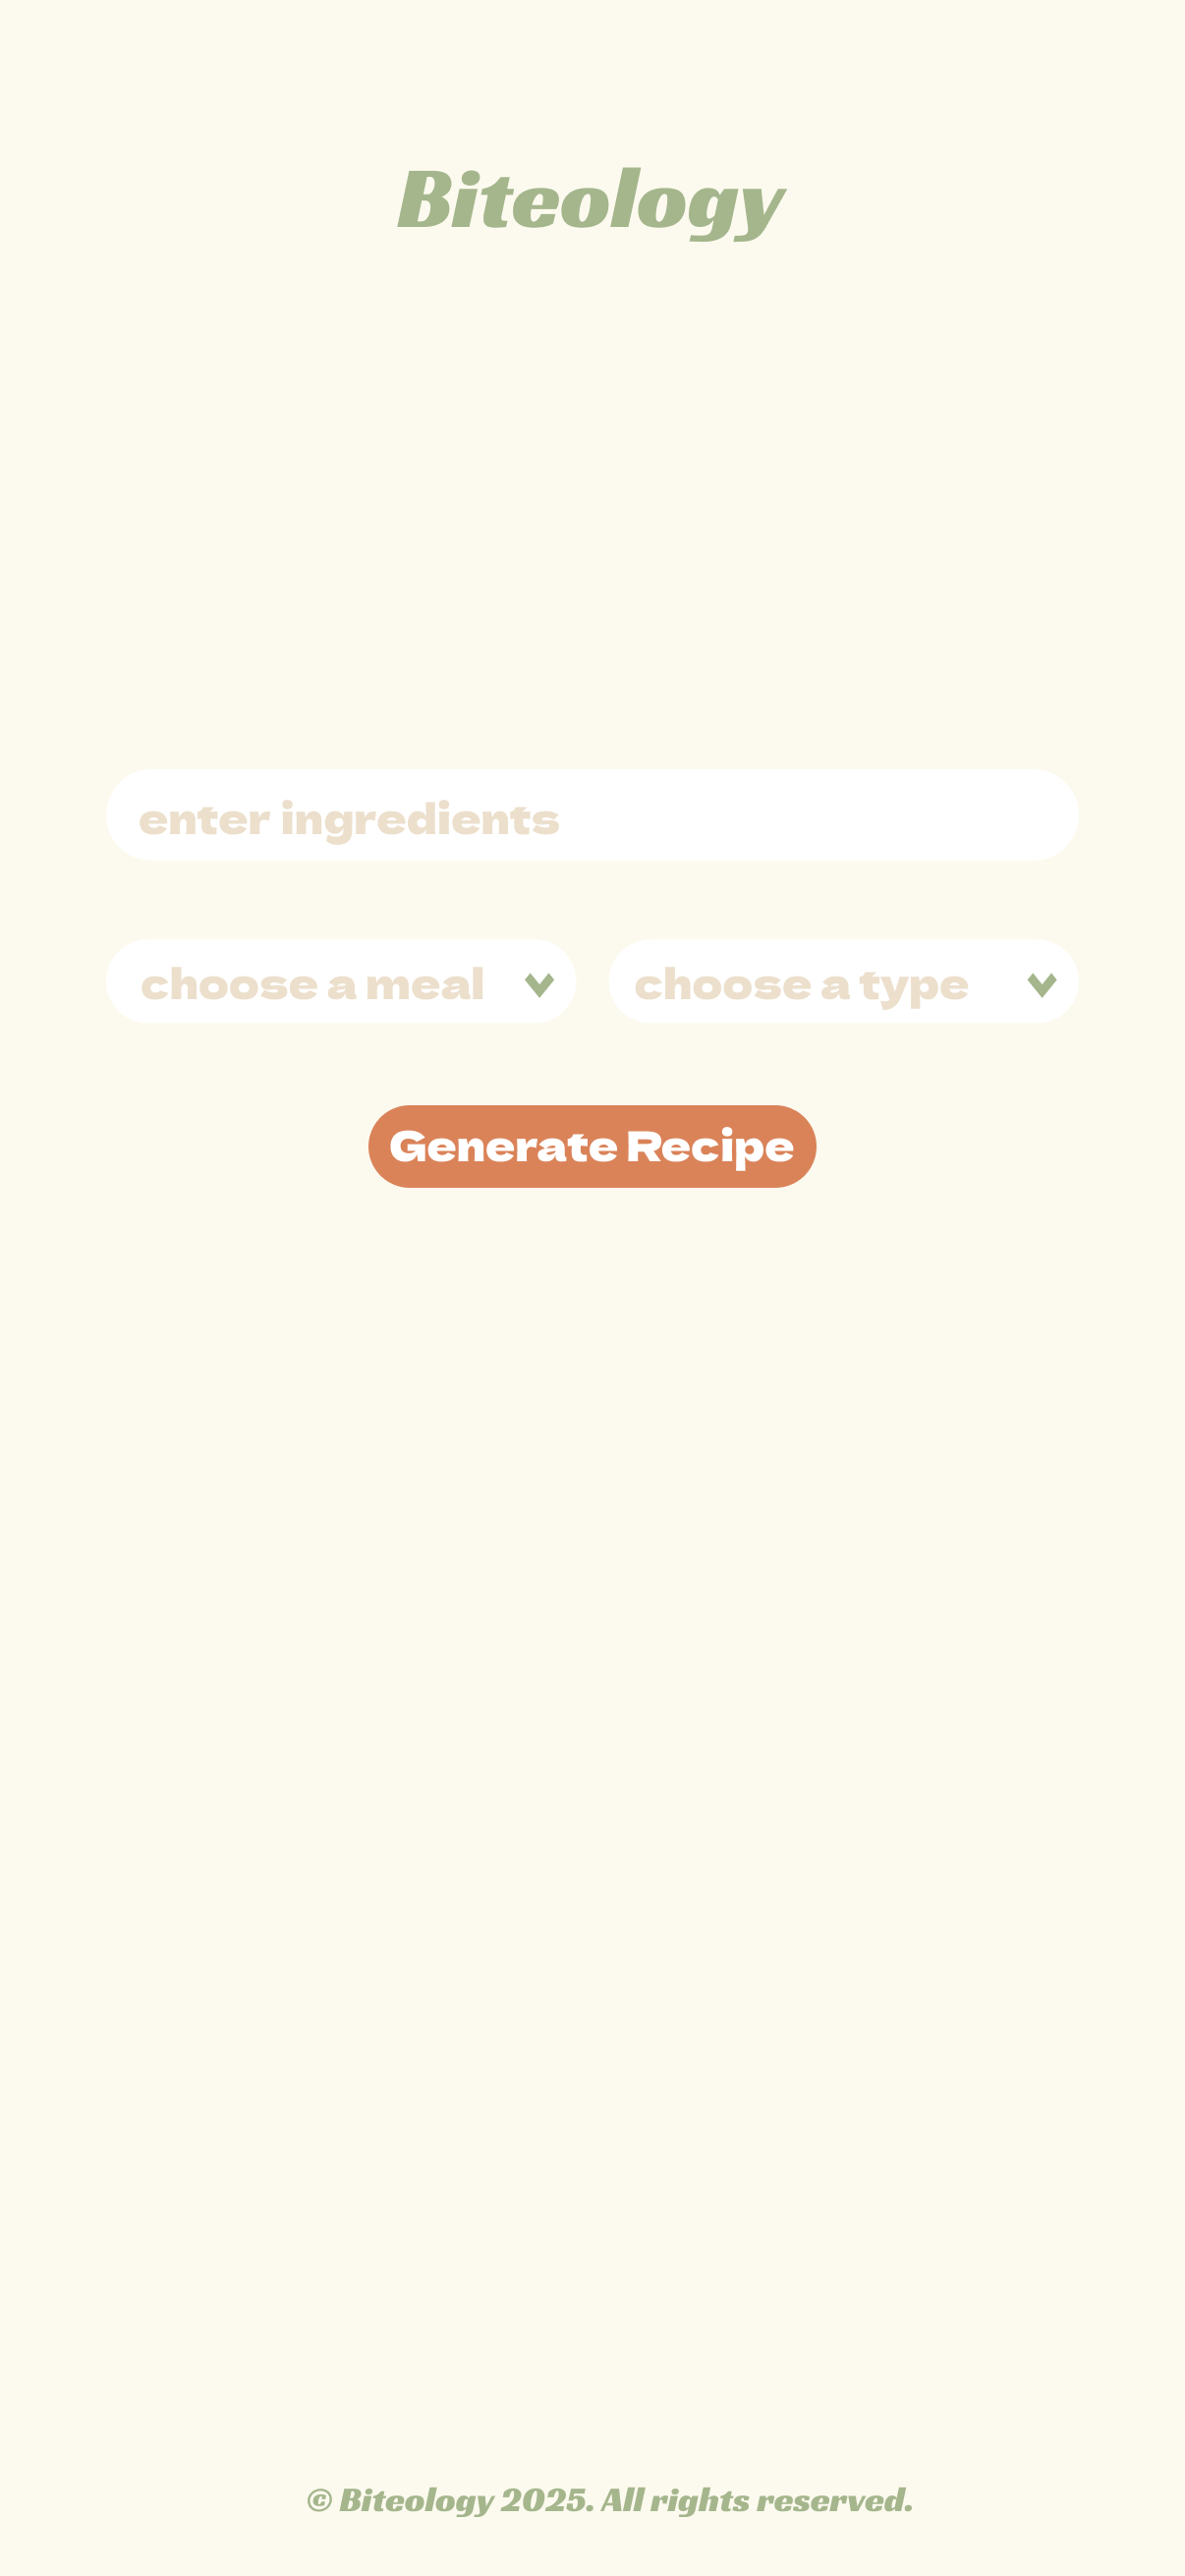 Biteology
enter ingredients
choose a meal
choose a type
Generate Recipe
© Biteology 2025. All rights reserved.